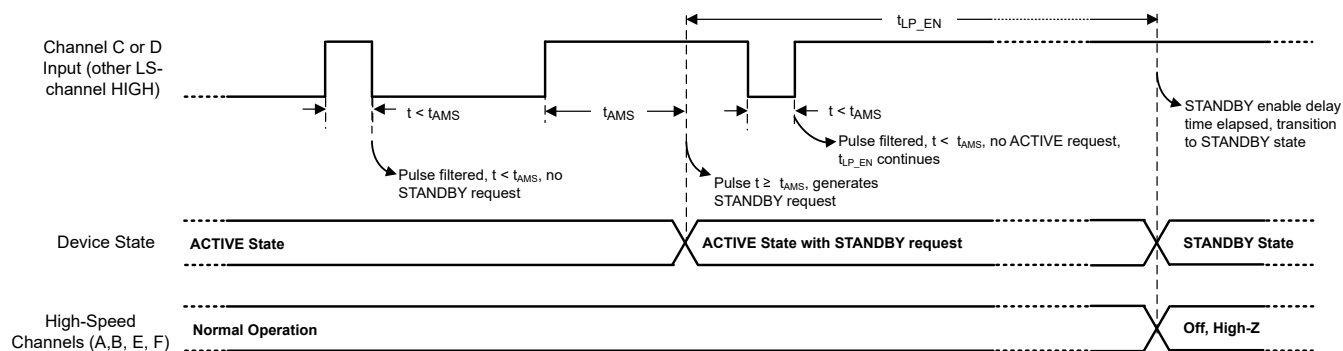 tLP_EN
Channel C or D
Input (other LS-
channel HIGH)
t < tAMS
tAMS
t < tAMS
STANDBY enable delay
time elapsed, transition
to STANDBY state
Pulse filtered, t < tAMS, no ACTIVE request,
tLP_EN continues
Pulse filtered, t < tAMS, no
STANDBY request
Pulse t ≥ tAMS, generates
STANDBY request
Device State
ACTIVE State
ACTIVE State with STANDBY request
STANDBY State
High-Speed
Channels (A,B, E, F)
Normal Operation
Off, High-Z